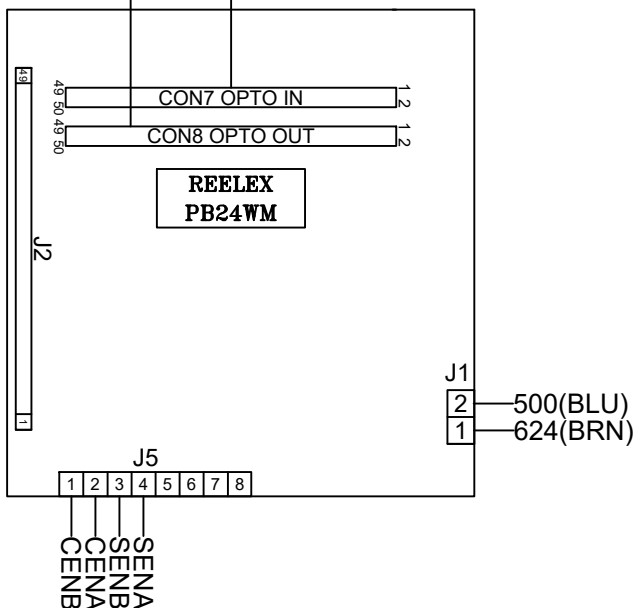 49
49 50
CON7 OPTO IN
1 2
49 50
CON8 OPTO OUT
1 2
REELEX
PB24WM
J2
1
J1
2 500(BLU)
1 624(BRN)
J5
1 2 3 4 5 6 7 8
CENB
CENA
SENB
SENA